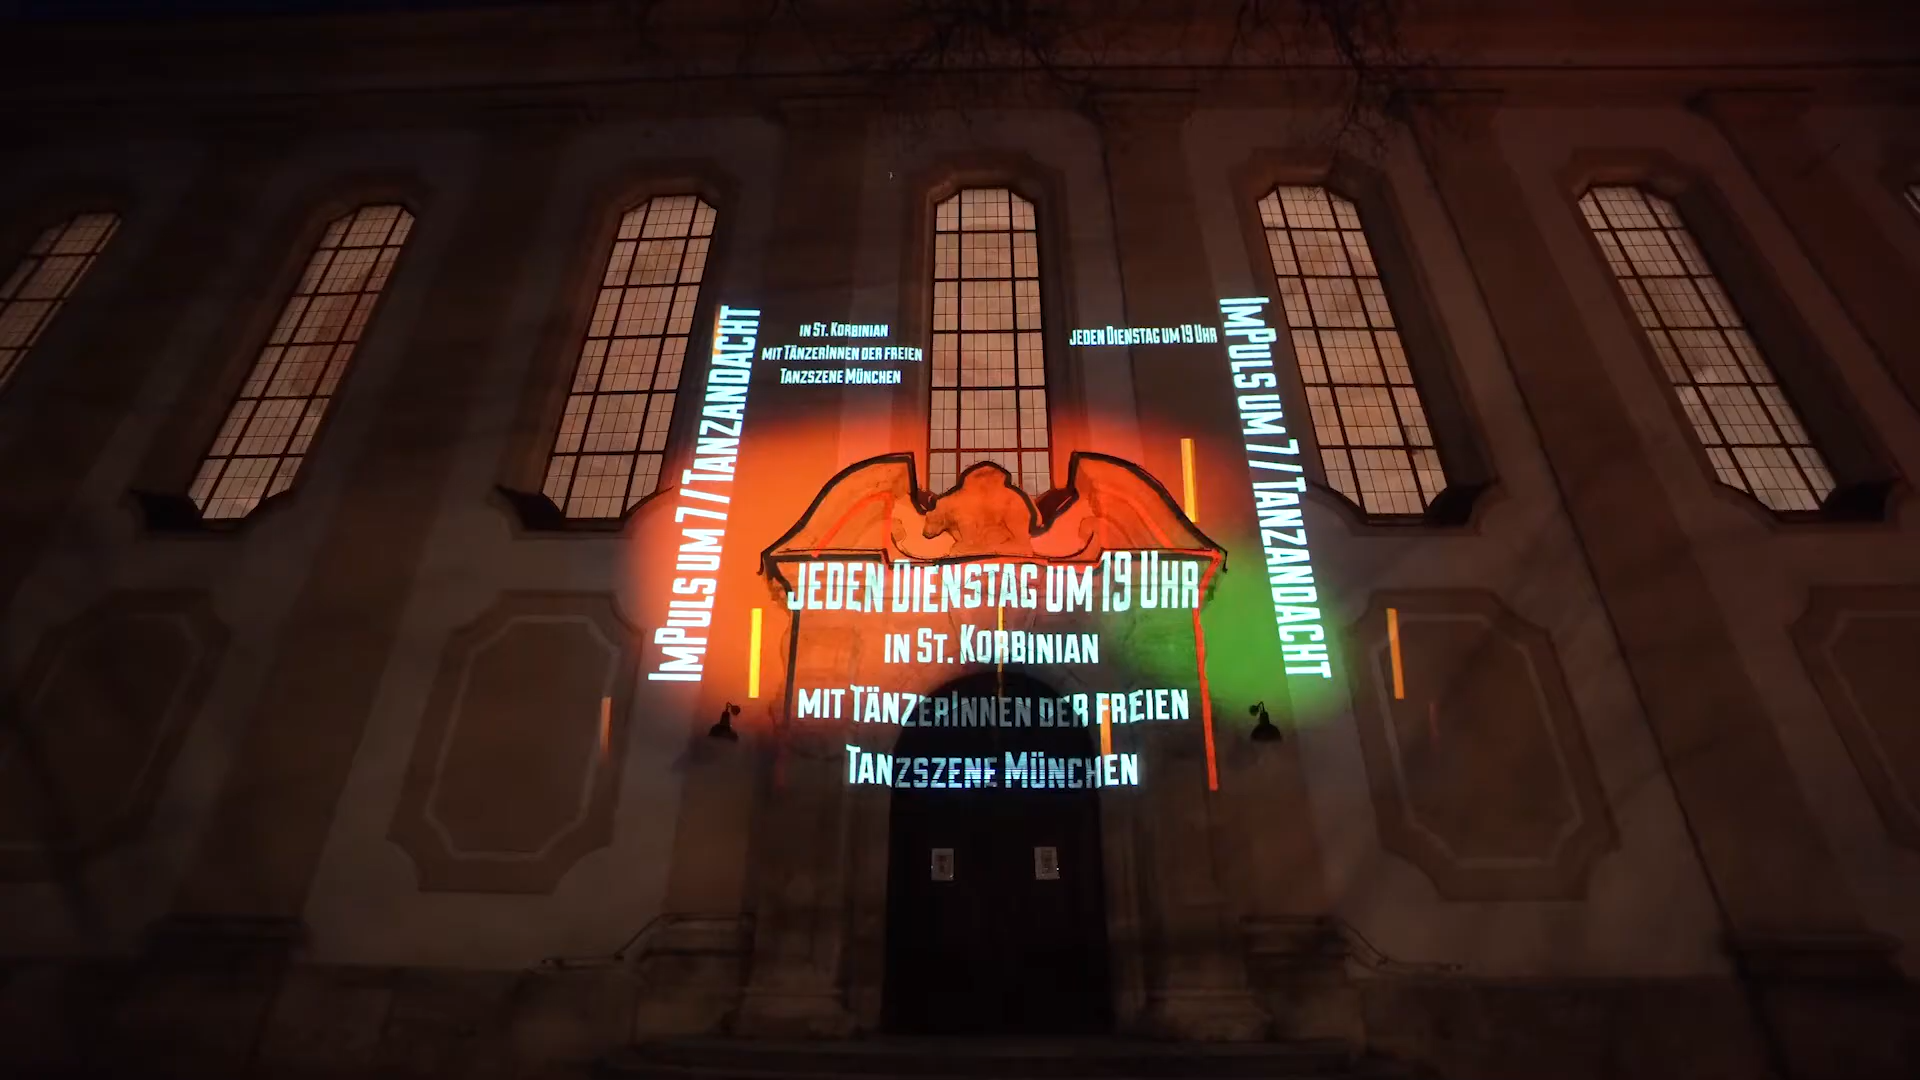 ImPuls um 7 / Tanzandacht
in St. Korbinian
mit TänzerInnen der freien
Tanzszene München
jeden Dienstag um 19 Uhr
ImPuls um 7 / Tanzandacht
jeden Dienstag um 19 Uhr
in St. Korbinian
mit TänzerInnen der freien
Tanzszene München